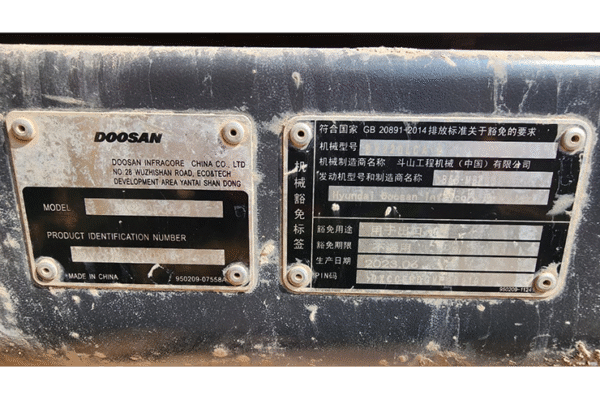 DOOSAN
DOOSAN INFRACORE CHINA CO., LTD
NO 28 WUZHISHAN ROAD, ECO&TECH
DEVELOPMENT AREA YANTAI SHAN DONG
MODEL
PRODUCT IDENTIFICATION NUMBER
MADE IN CHINA
950209-07558A
机械豁免标签
符合国家 GB 20891-2014 排放标准关于豁免的要求
机械型号
机械制造商名称 斗山工程机械（中国）有限公司
发动机型号和制造商名称
Hyundai Doosan Infracore
豁免用途
豁免期限
生产日期 2023
PIN码